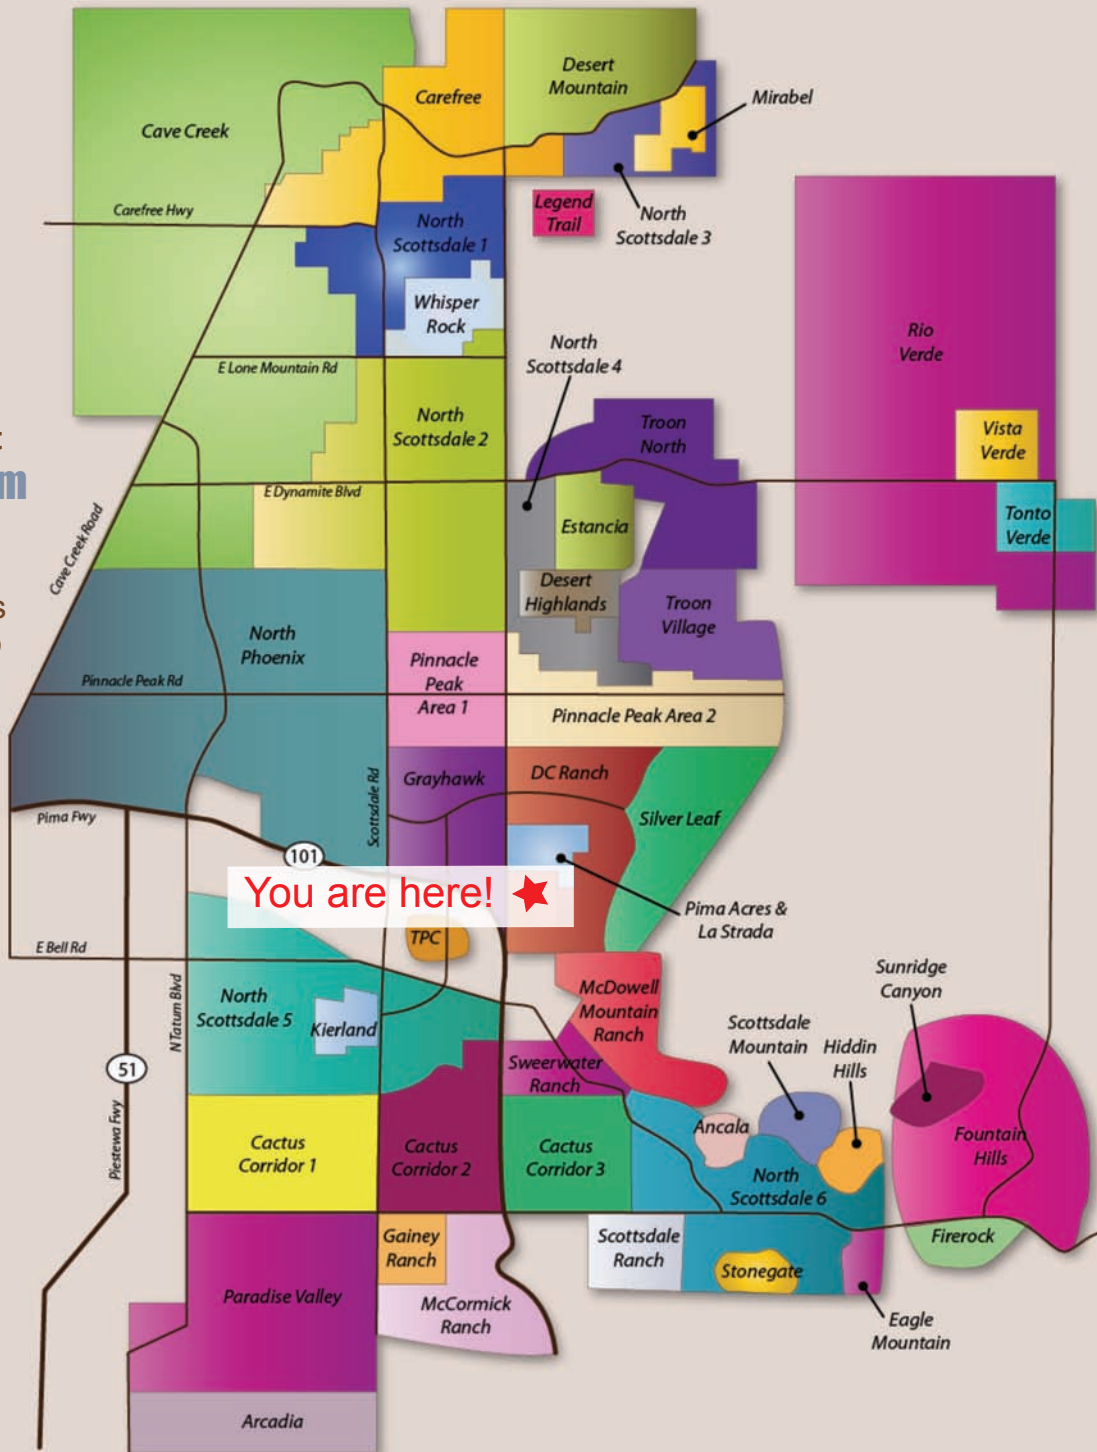 Desert
Mountain
Carefree
Mirabel
Cave Creek
Legend
Trail
North
Scottsdale 3
Carefree Hwy
North
Scottsdale 1
Whisper
Rock
Rio
Verde
North
Scottsdale 4
E Lone Mountain Rd
North
Scottsdale 2
Troon
North
Vista
Verde
m
E Dynamite Blvd
Estancia
Tonto
Verde
Cave Creek Road
Desert
Highlands
Troon
Village
s
North
Phoenix
Pinnacle
Peak
Area 1
Pinnacle Peak Rd
Pinnacle Peak Area 2
Grayhawk
DC Ranch
Scottsdale Rd
Silver Leaf
Pima Fwy
101
You are here!
Pima Acres &
La Strada
TPC
E Bell Rd
N Tatum Blvd
North
Scottsdale 5
Kierland
McDowell
Mountain
Ranch
Sunridge
Canyon
Scottsdale
Mountain
Hiddin
Hills
51
Sweerwater
Ranch
Ancala
Piestewa Fwy
Cactus
Corridor 1
Cactus
Corridor 2
Cactus
Corridor 3
North
Scottsdale 6
Fountain
Hills
Gainey
Ranch
Scottsdale
Ranch
Firerock
Stonegate
Paradise Valley
McCormick
Ranch
Eagle
Mountain
Arcadia